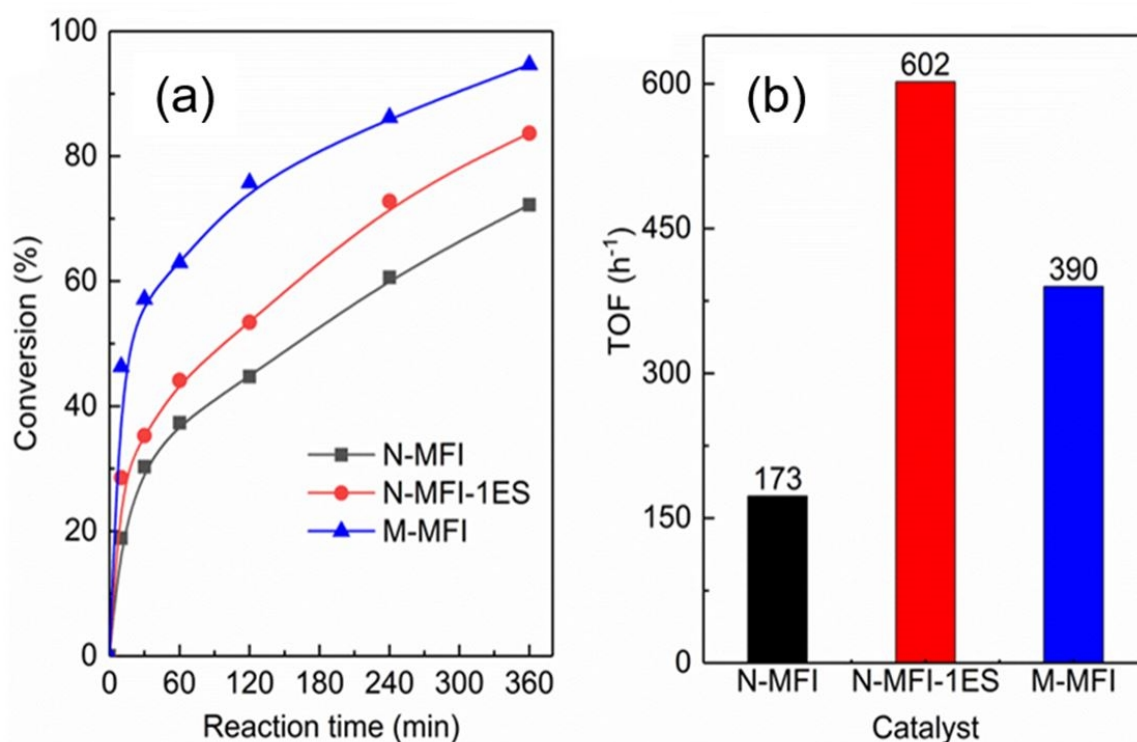 (a)
Conversion (%)
100
80
60
40
20
0
N-MFI
N-MFI-1ES
M-MFI
0 60 120 180 240 300 360
Reaction time (min)
(b)
TOF (h⁻¹)
600
450
300
150
0
173
602
390
N-MFI N-MFI-1ES M-MFI
Catalyst